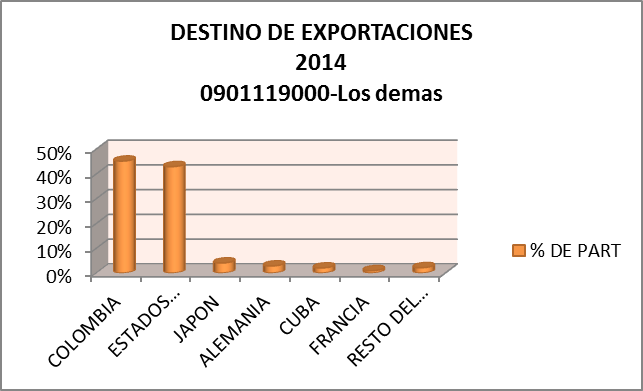 DESTINO DE EXPORTACIONES
2014
0901119000-Los demas
50%
40%
30%
20%
10%
0%
COLOMBIA
ESTADOS...
JAPON
ALEMANIA
CUBA
FRANCIA
RESTO DEL...
% DE PART